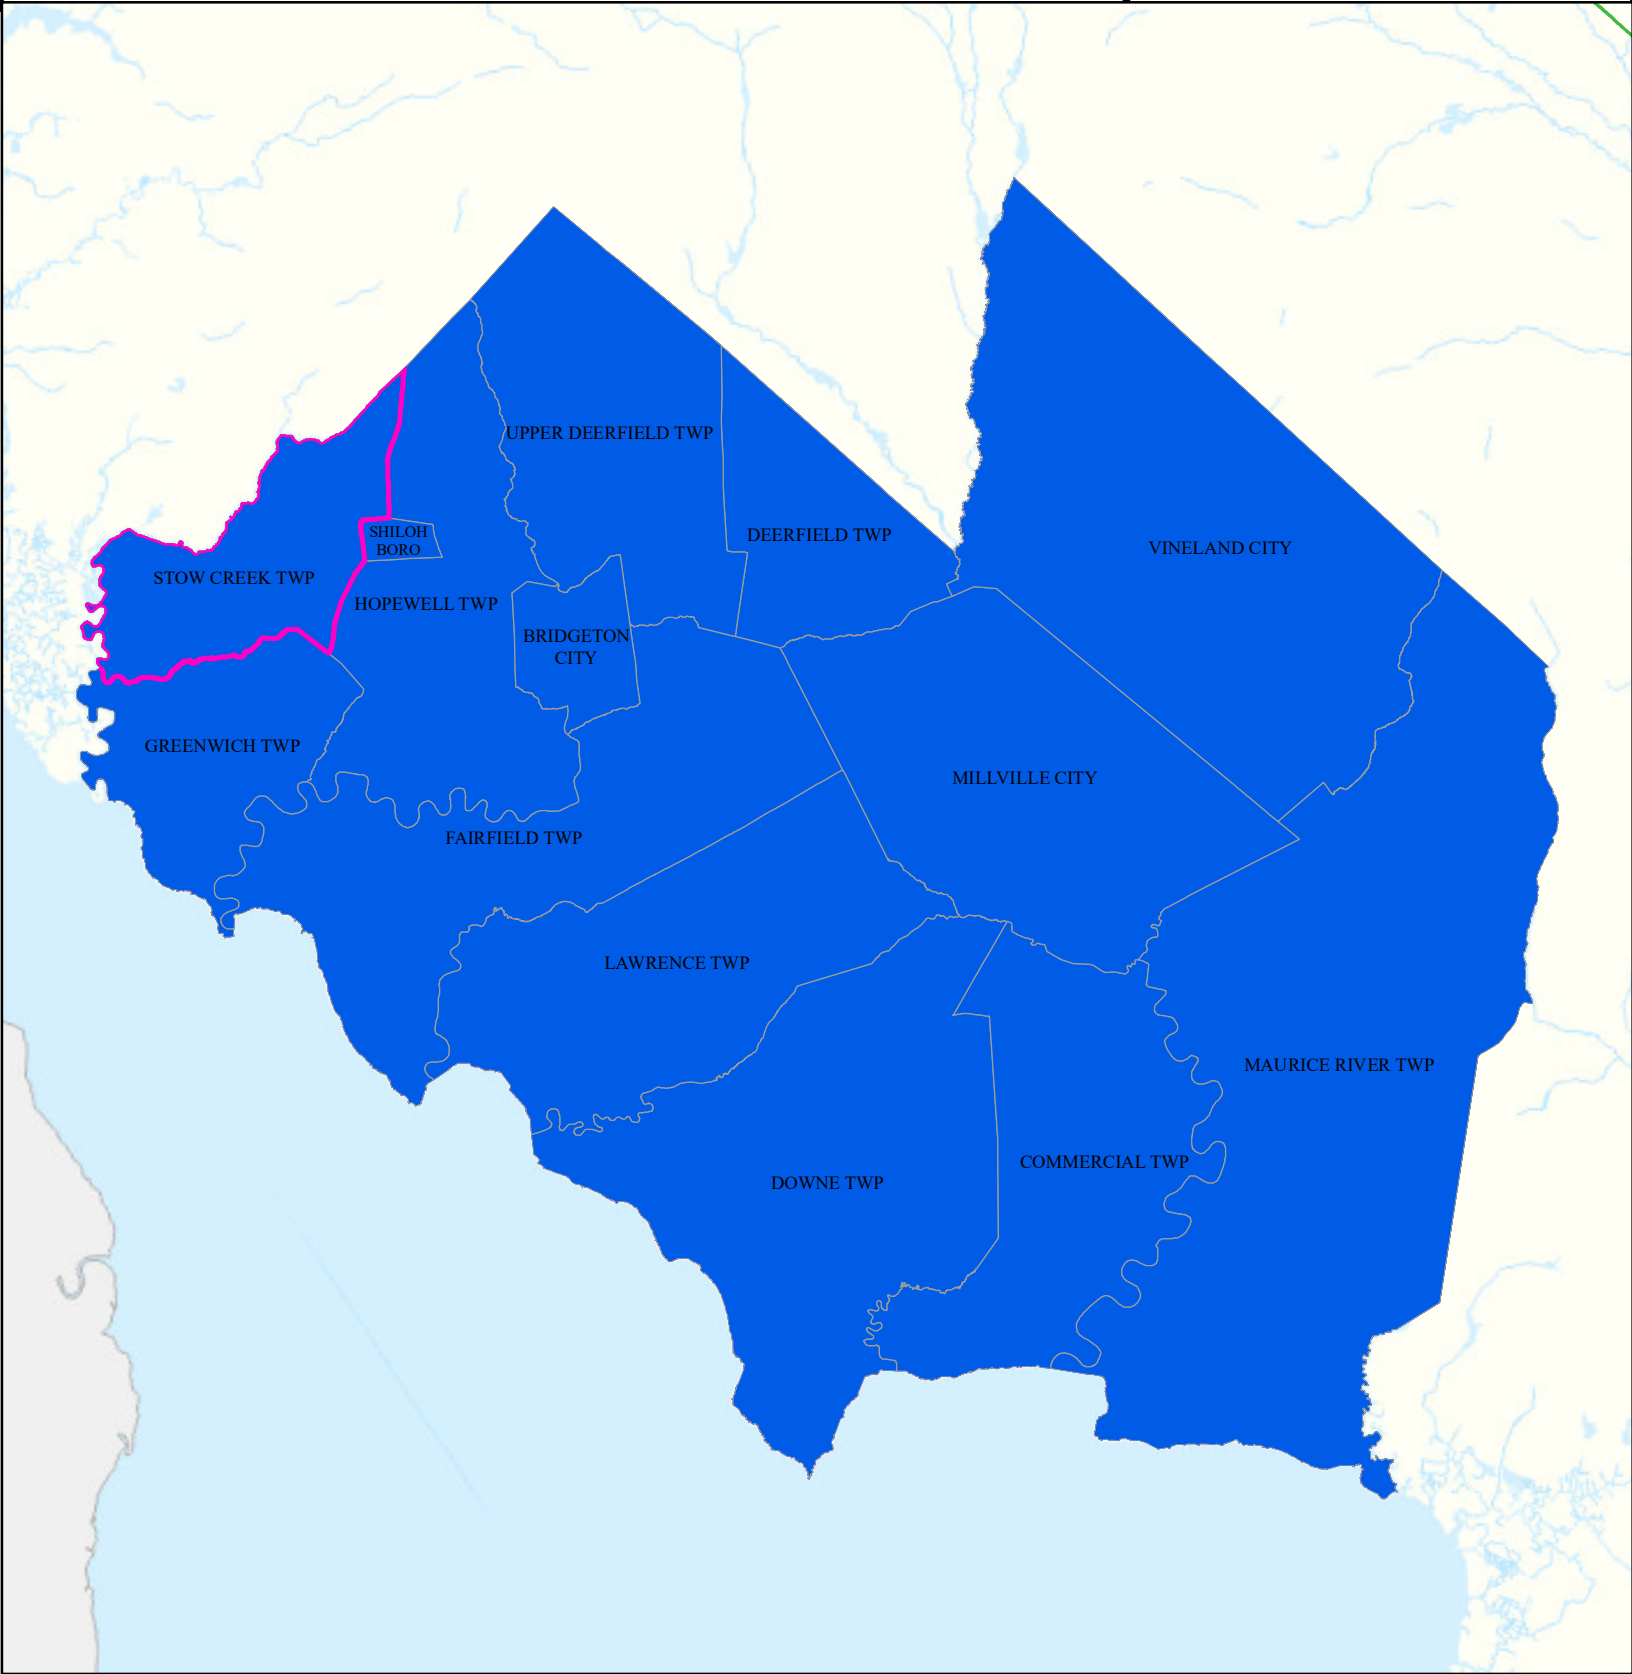 UPPER DEERFIELD TWP
SHILOH
BORO
DEERFIELD TWP
VINELAND CITY
STOW CREEK TWP
HOPEWELL TWP
BRIDGETON
CITY
GREENWICH TWP
MILLVILLE CITY
FAIRFIELD TWP
LAWRENCE TWP
MAURICE RIVER TWP
COMMERCIAL TWP
DOWNE TWP